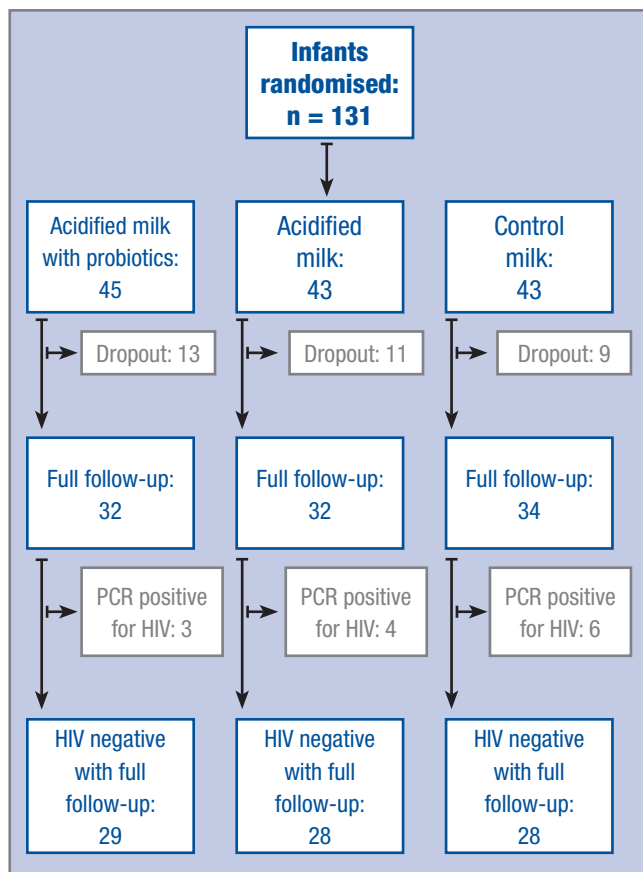 Infants
randomised:
n = 131
Acidified milk
with probiotics:
45
Acidified
milk:
43
Control
milk:
43
Dropout: 13
Dropout: 11
Dropout: 9
Full follow-up:
32
Full follow-up:
32
Full follow-up:
34
PCR positive
for HIV: 3
PCR positive
for HIV: 4
PCR positive
for HIV: 6
HIV negative
with full
follow-up:
29
HIV negative
with full
follow-up:
28
HIV negative
with full
follow-up:
28